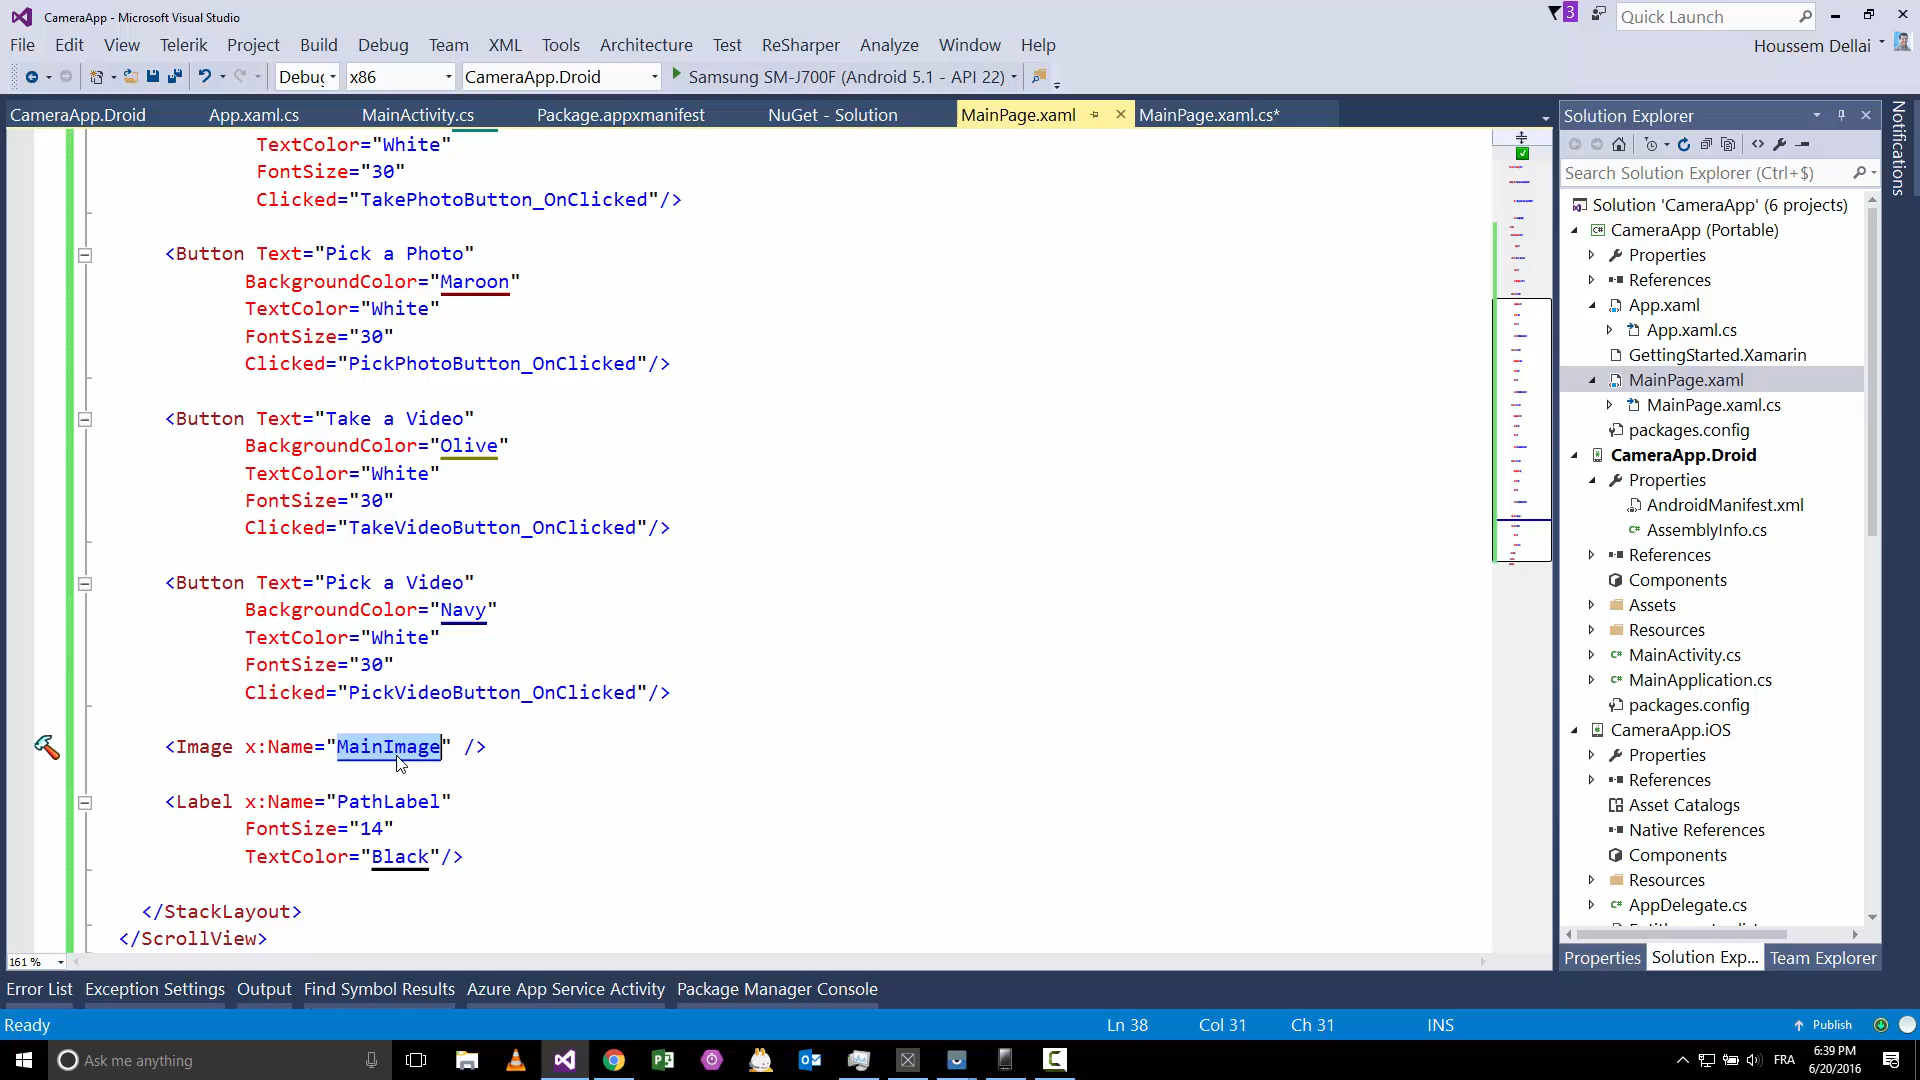 CameraApp - Microsoft Visual Studio
3
Quick Launch
File Edit View Telerik Project Build Debug Team XML Tools Architecture Test ReSharper Analyze Window Help
Houssem Dellai
Debug x86 CameraApp.Droid Samsung SM-J700F (Android 5.1 - API 22)
CameraApp.Droid App.xaml.cs MainActivity.cs Package.appxmanifest NuGet - Solution MainPage.xaml MainPage.xaml.cs*
TextColor="White"
FontSize="30"
Clicked="TakePhotoButton_OnClicked"/>
<Button Text="Pick a Photo"
BackgroundColor="Maroon"
TextColor="White"
FontSize="30"
Clicked="PickPhotoButton_OnClicked"/>
<Button Text="Take a Video"
BackgroundColor="Olive"
TextColor="White"
FontSize="30"
Clicked="TakeVideoButton_OnClicked"/>
<Button Text="Pick a Video"
BackgroundColor="Navy"
TextColor="White"
FontSize="30"
Clicked="PickVideoButton_OnClicked"/>
<Image x:Name="MainImage" />
<Label x:Name="PathLabel"
FontSize="14"
TextColor="Black"/>
</StackLayout>
</ScrollView>
161 %
Solution Explorer
Search Solution Explorer (Ctrl+$)
Solution 'CameraApp' (6 projects)
CameraApp (Portable)
Properties
References
App.xaml
App.xaml.cs
GettingStarted.Xamarin
MainPage.xaml
MainPage.xaml.cs
packages.config
CameraApp.Droid
Properties
AndroidManifest.xml
AssemblyInfo.cs
References
Components
Assets
Resources
MainActivity.cs
MainApplication.cs
packages.config
CameraApp.iOS
Properties
References
Asset Catalogs
Native References
Components
Resources
AppDelegate.cs
Properties Solution Exp... Team Explorer
Notifications
Error List Exception Settings Output Find Symbol Results Azure App Service Activity Package Manager Console
Ready Ln 38 Col 31 Ch 31 INS Publish
Ask me anything
FRA
6:39 PM
6/20/2016